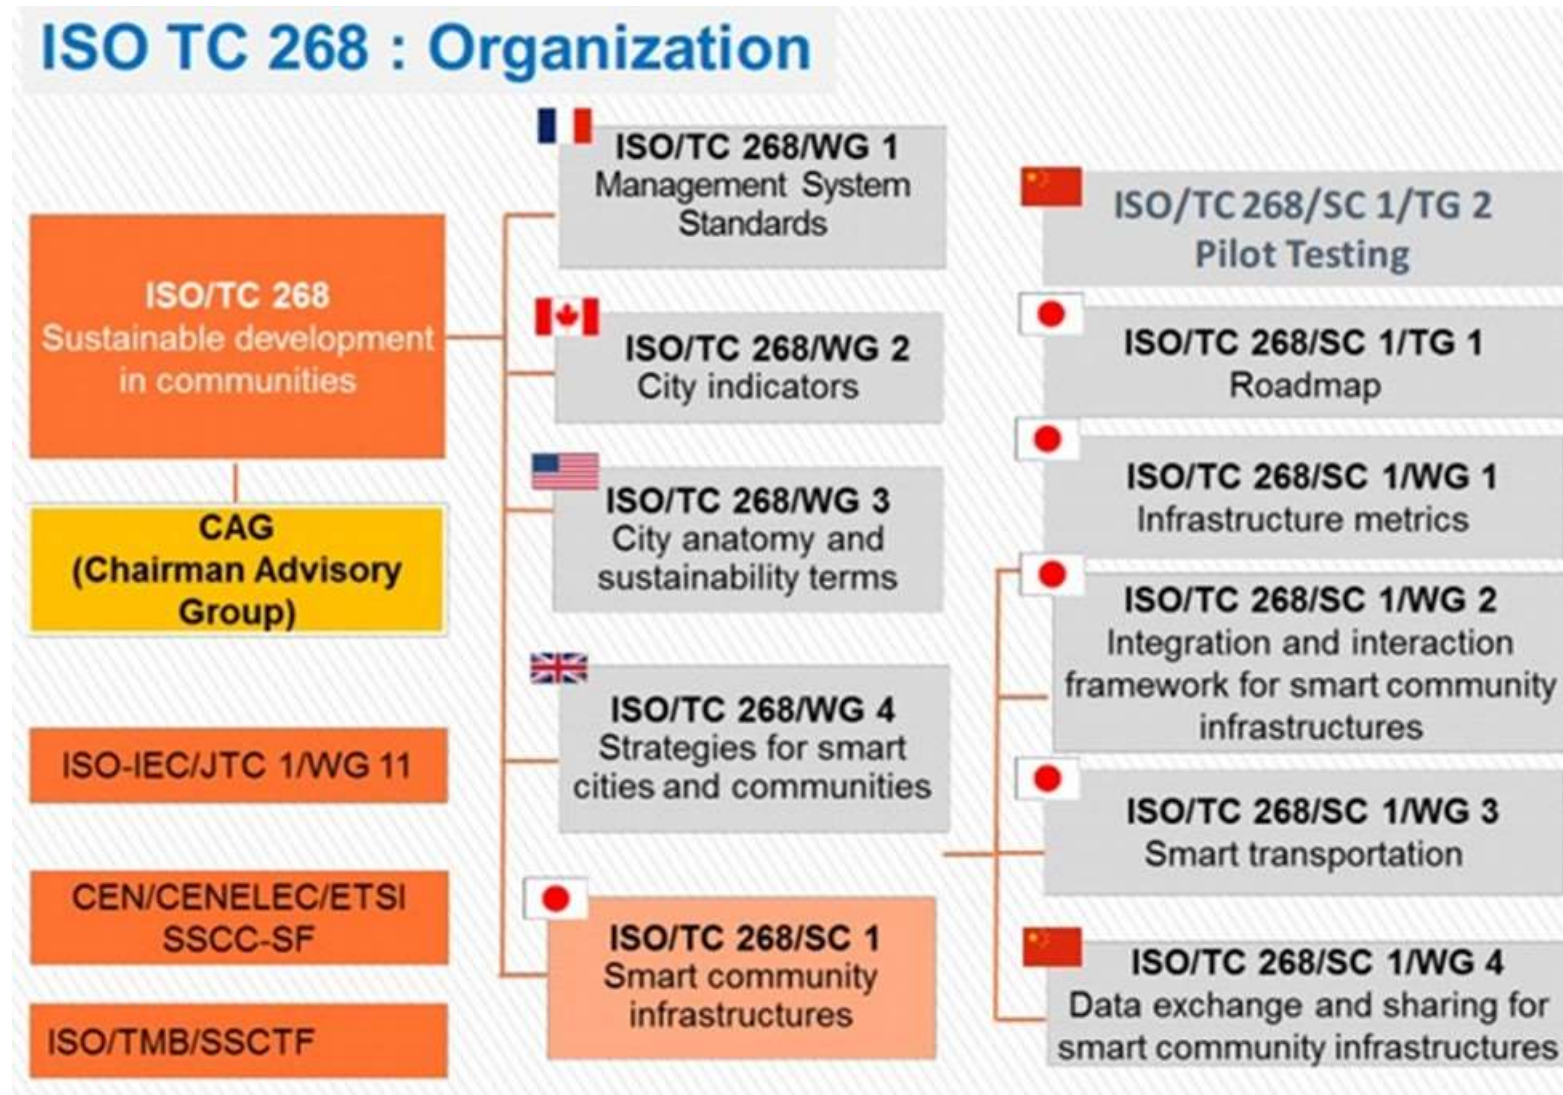 ISO TC 268 : Organization
ISO/TC 268
Sustainable development
in communities
CAG
(Chairman Advisory
Group)
ISO-IEC/JTC 1/WG 11
CEN/CENELEC/ETSI
SSCC-SF
ISO/TMB/SSCTF
ISO/TC 268/WG 1
Management System
Standards
ISO/TC 268/WG 2
City indicators
ISO/TC 268/WG 3
City anatomy and
sustainability terms
ISO/TC 268/WG 4
Strategies for smart
cities and communities
ISO/TC 268/SC 1
Smart community
infrastructures
ISO/TC 268/SC 1/TG 2
Pilot Testing
ISO/TC 268/SC 1/TG 1
Roadmap
ISO/TC 268/SC 1/WG 1
Infrastructure metrics
ISO/TC 268/SC 1/WG 2
Integration and interaction
framework for smart community
infrastructures
ISO/TC 268/SC 1/WG 3
Smart transportation
ISO/TC 268/SC 1/WG 4
Data exchange and sharing for
smart community infrastructures